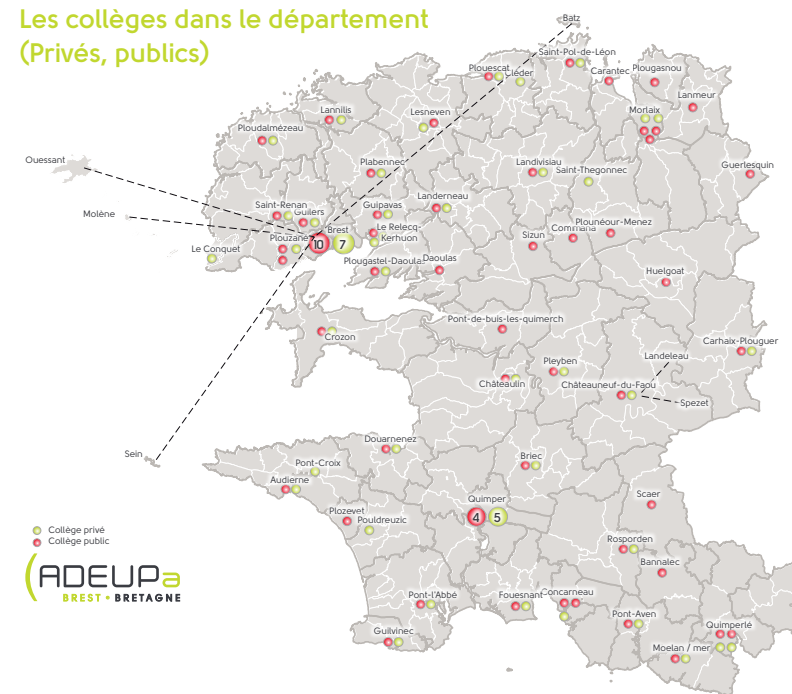 Les collèges dans le département
(Privés, publics)
Batz
Saint-Pol-de-Léon
Plouescat
Cléder
Carantec
Plougasnou
Lanmeur
Lannilis
Lesneven
Morlaix
Ploudalmézeau
Ouessant
Plabennec
Landivisiau
Saint-Thegonnec
Guerlesquin
Molène
Saint-Renan
Guilers
Guipavas
Landerneau
Le Relecq-
Kerhuon
Brest
10
7
Plouzané
Le Conquet
Sizun
Commana
Plounéour-Menez
Plougastel-Daoulas
Daoulas
Huelgoat
Pont-de-buis-les-quimerch
Crozon
Carhaix-Plouguer
Landeleau
Pleyben
Châteaulin
Châteauneuf-du-Faou
Spezet
Sein
Douarnenez
Briec
Pont-Croix
Audierne
Quimper
4
5
Scaer
Plozevet
Pouldreuzic
Collège privé
Collège public
Rosporden
Bannalec
ADEUPa
BREST • BRETAGNE
Pont-l'Abbé
Fouesnant
Concarneau
Pont-Aven
Quimperlé
Guilvinec
Moelan / mer